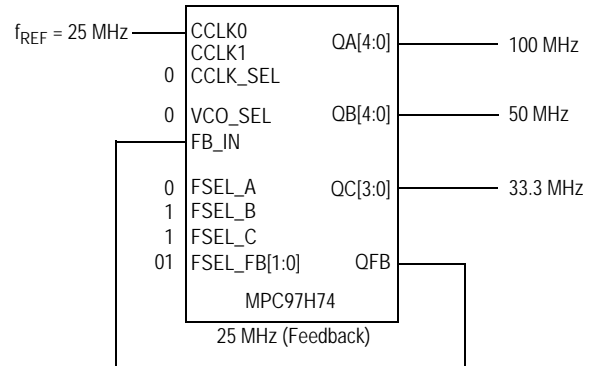 fREF = 25 MHz CCLK0 QA[4:0] 100 MHz
CCLK1
0 CCLK_SEL
0 VCO_SEL QB[4:0] 50 MHz
FB_IN
0 FSEL_A QC[3:0] 33.3 MHz
1 FSEL_B
1 FSEL_C
01 FSEL_FB[1:0] QFB
MPC97H74
25 MHz (Feedback)